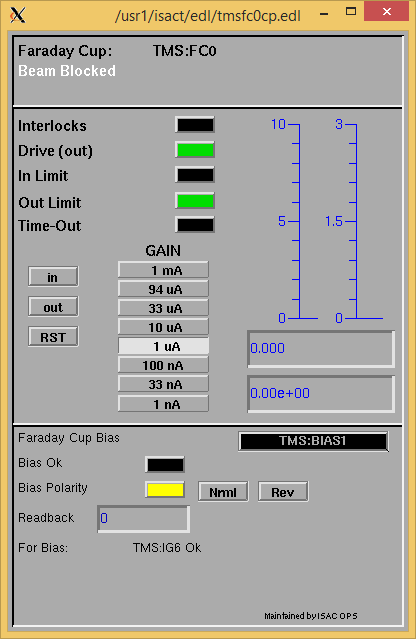 /usr1/isact/edl/tmsfc0cp.edl
Faraday Cup: TMS:FC0
Beam Blocked
Interlocks
Drive (out)
In Limit
Out Limit
Time-Out
10
5
0
3
1.5
0
GAIN
1 mA
94 uA
33 uA
10 uA
1 uA
100 nA
33 nA
1 nA
in
out
RST
0.000
0.00e+00
Faraday Cup Bias TMS:BIAS1
Bias Ok
Bias Polarity Nrml Rev
Readback 0
For Bias: TMS:IG6 Ok
Maintained by ISAC OPS